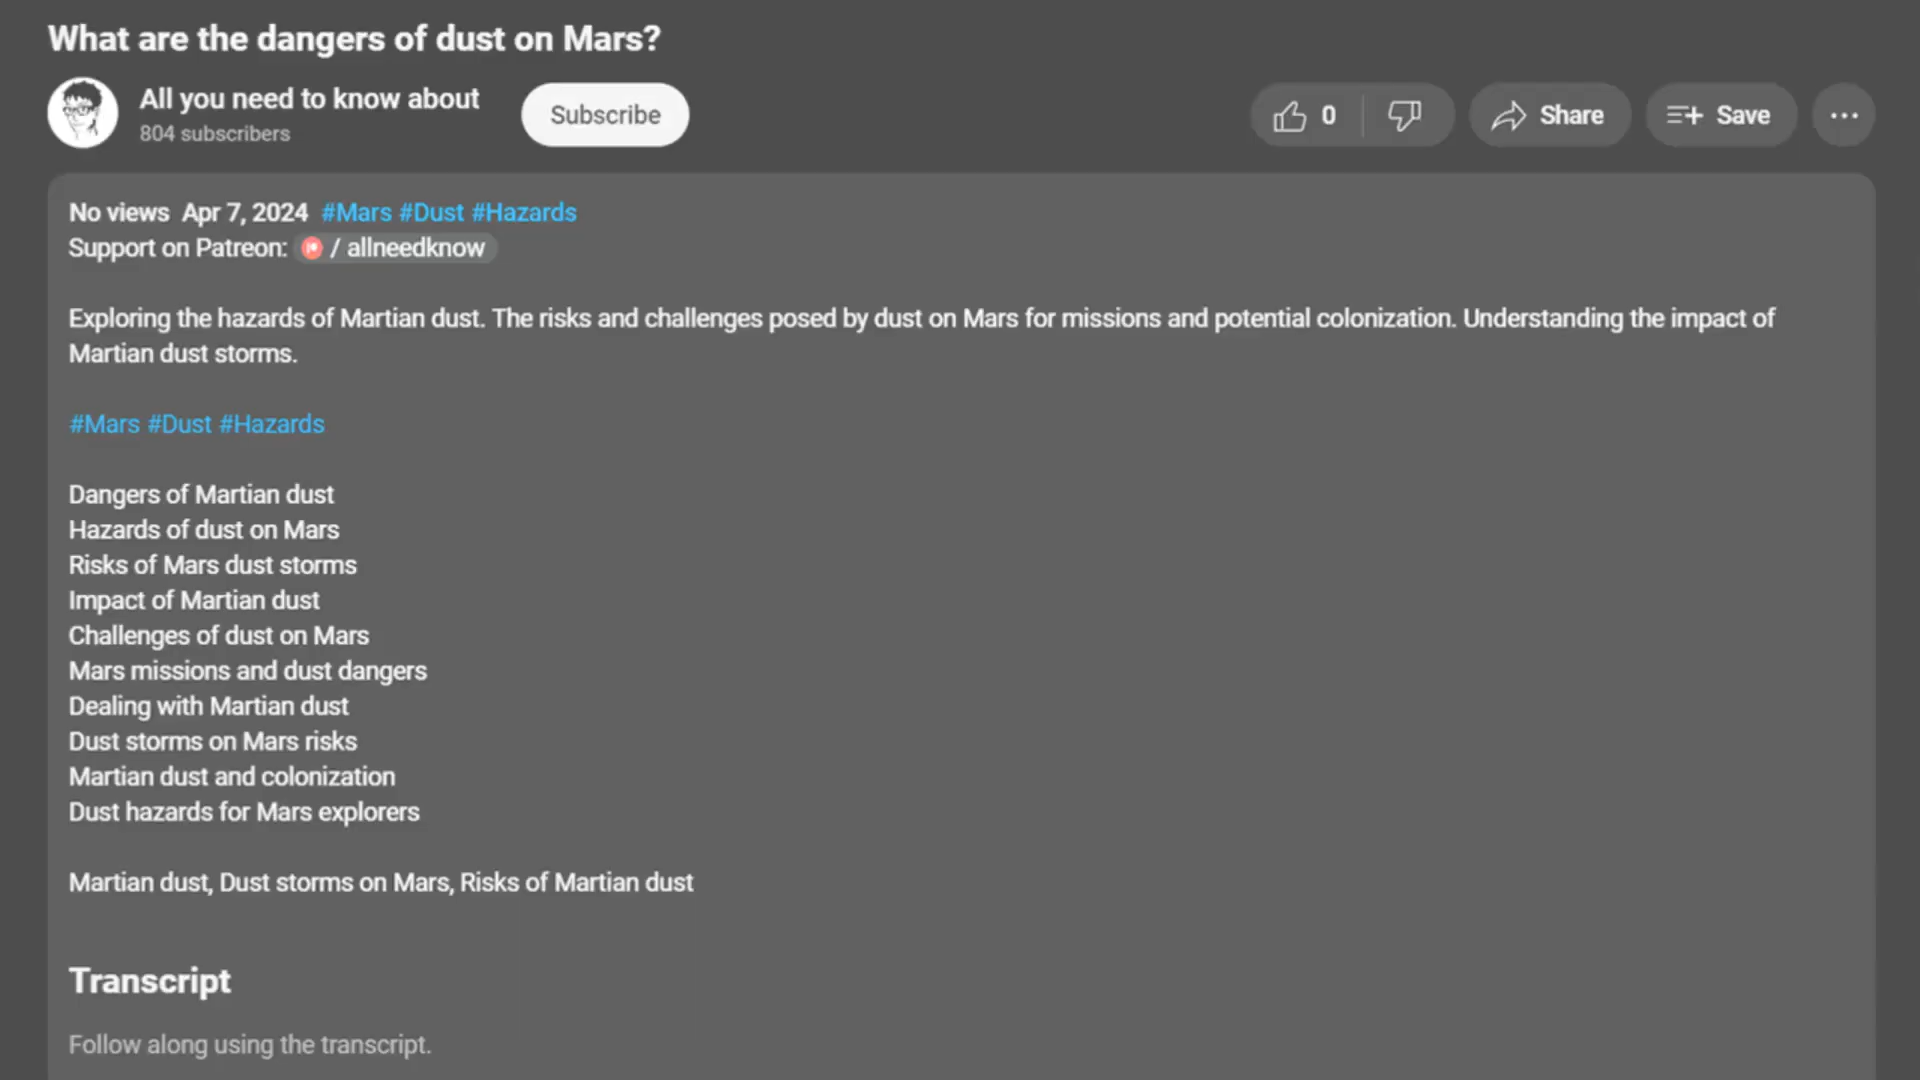 What are the dangers of dust on Mars?
All you need to know about
804 subscribers
Subscribe
0
Share
Save
No views Apr 7, 2024 #Mars #Dust #Hazards
Support on Patreon: / allneedknow
Exploring the hazards of Martian dust. The risks and challenges posed by dust on Mars for missions and potential colonization. Understanding the impact of
Martian dust storms.
#Mars #Dust #Hazards
Dangers of Martian dust
Hazards of dust on Mars
Risks of Mars dust storms
Impact of Martian dust
Challenges of dust on Mars
Mars missions and dust dangers
Dealing with Martian dust
Dust storms on Mars risks
Martian dust and colonization
Dust hazards for Mars explorers
Martian dust, Dust storms on Mars, Risks of Martian dust
Transcript
Follow along using the transcript.